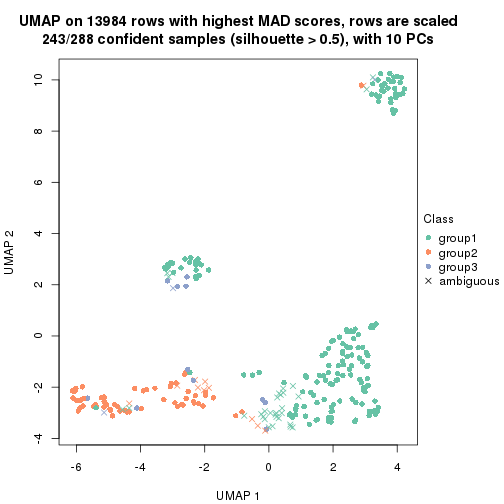 UMAP on 13984 rows with highest MAD scores, rows are scaled
243/288 confident samples (silhouette > 0.5), with 10 PCs
10
8
6
4
2
0
-2
-4
UMAP 2
-6
-4
-2
0
2
4
UMAP 1
Class
group1
group2
group3
ambiguous